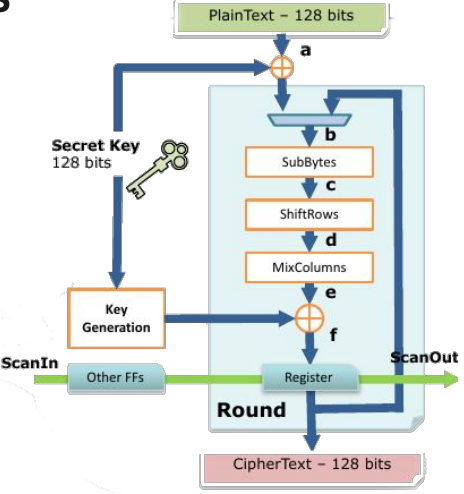 PlainText – 128 bits
a
Secret Key
128 bits
b
SubBytes
c
ShiftRows
d
MixColumns
e
Key
Generation
f
ScanIn
ScanOut
Other FFs
Register
Round
CipherText – 128 bits